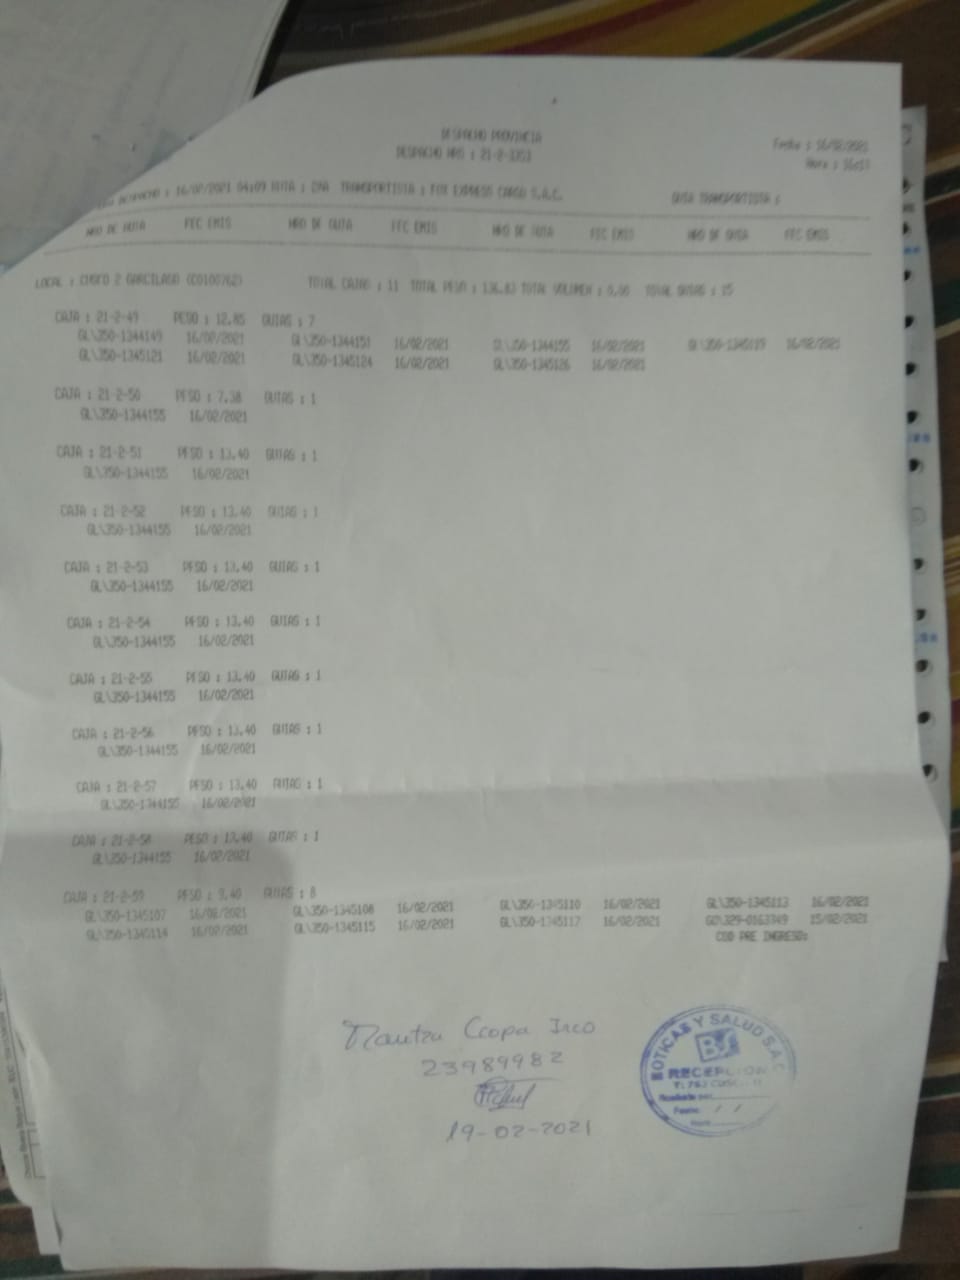 DESPACHO PROVINCIA
DESPACHO NRO : 21-2-3353
Fecha : 16/02/2021
Hora : 16:17
DESPACHO : 16/02/2021 04:09 RUTA : TRANSPORTISTA : FOX EXPRESS CARGO S.A.C. GUIA TRANSPORTISTA :
NRO DE GUIA FEC EMIS NRO DE GUIA FEC EMIS NRO DE GUIA FEC EMIS NRO DE GUIA FEC EMIS
LOCAL : CUSCO 2 GARCILASO (C0100762) TOTAL CAJAS : 11 TOTAL PESO : 136.83 TOTAL VOLUMEN : 0.00 TOTAL GUIAS : 15
CAJA : 21-2-49 PESO : 12.85 GUIAS : 7
GL\350-1344149 16/02/2021 GL\350-1344151 16/02/2021 GL\350-1344155 16/02/2021 GL\350-1345119 16/02/2021
GL\350-1345121 16/02/2021 GL\350-1345124 16/02/2021 GL\350-1345126 16/02/2021
CAJA : 21-2-50 PESO : 7.38 GUIAS : 1
GL\350-1344155 16/02/2021
CAJA : 21-2-51 PESO : 13.40 GUIAS : 1
GL\350-1344155 16/02/2021
CAJA : 21-2-52 PESO : 13.40 GUIAS : 1
GL\350-1344155 16/02/2021
CAJA : 21-2-53 PESO : 13.40 GUIAS : 1
GL\350-1344155 16/02/2021
CAJA : 21-2-54 PESO : 13.40 GUIAS : 1
GL\350-1344155 16/02/2021
CAJA : 21-2-55 PESO : 13.40 GUIAS : 1
GL\350-1344155 16/02/2021
CAJA : 21-2-56 PESO : 13.40 GUIAS : 1
GL\350-1344155 16/02/2021
CAJA : 21-2-57 PESO : 13.40 GUIAS : 1
GL\350-1344155 16/02/2021
CAJA : 21-2-58 PESO : 13.40 GUIAS : 1
GL\350-1344155 16/02/2021
CAJA : 21-2-59 PESO : 9.40 GUIAS : 8
GL\350-1345107 16/02/2021 GL\350-1345108 16/02/2021 GL\350-1345110 16/02/2021 GL\350-1345113 16/02/2021
GL\350-1345114 16/02/2021 GL\350-1345115 16/02/2021 GL\350-1345117 16/02/2021 GO\329-0163349 15/02/2021
COD PRE INGRESO:
Ccopa Inco
23989982
19-02-2021
BOTICAS Y SALUD S.A.C
RECEPCION
Recibido por
Fecha / /
Hora